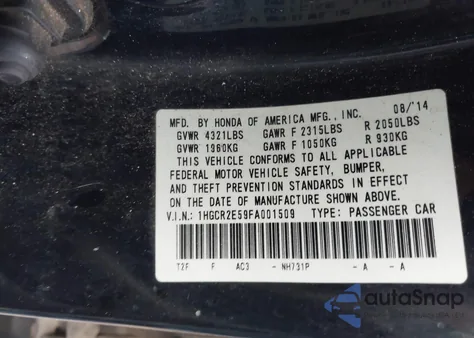 MFD. BY HONDA OF AMERICA MFG., INC. 08/'14
GVWR 4321LBS GAWR F 2315LBS R 2050LBS
GVWR 1960KG GAWR F 1050KG R 930KG
THIS VEHICLE CONFORMS TO ALL APPLICABLE
FEDERAL MOTOR VEHICLE SAFETY, BUMPER,
AND THEFT PREVENTION STANDARDS IN EFFECT
ON THE DATE OF MANUFACTURE SHOWN ABOVE.
V.I.N.: 1HGCR2E59FA001509 TYPE: PASSENGER CAR
T2F F AC3 - NH731P - A - A
autoSnap